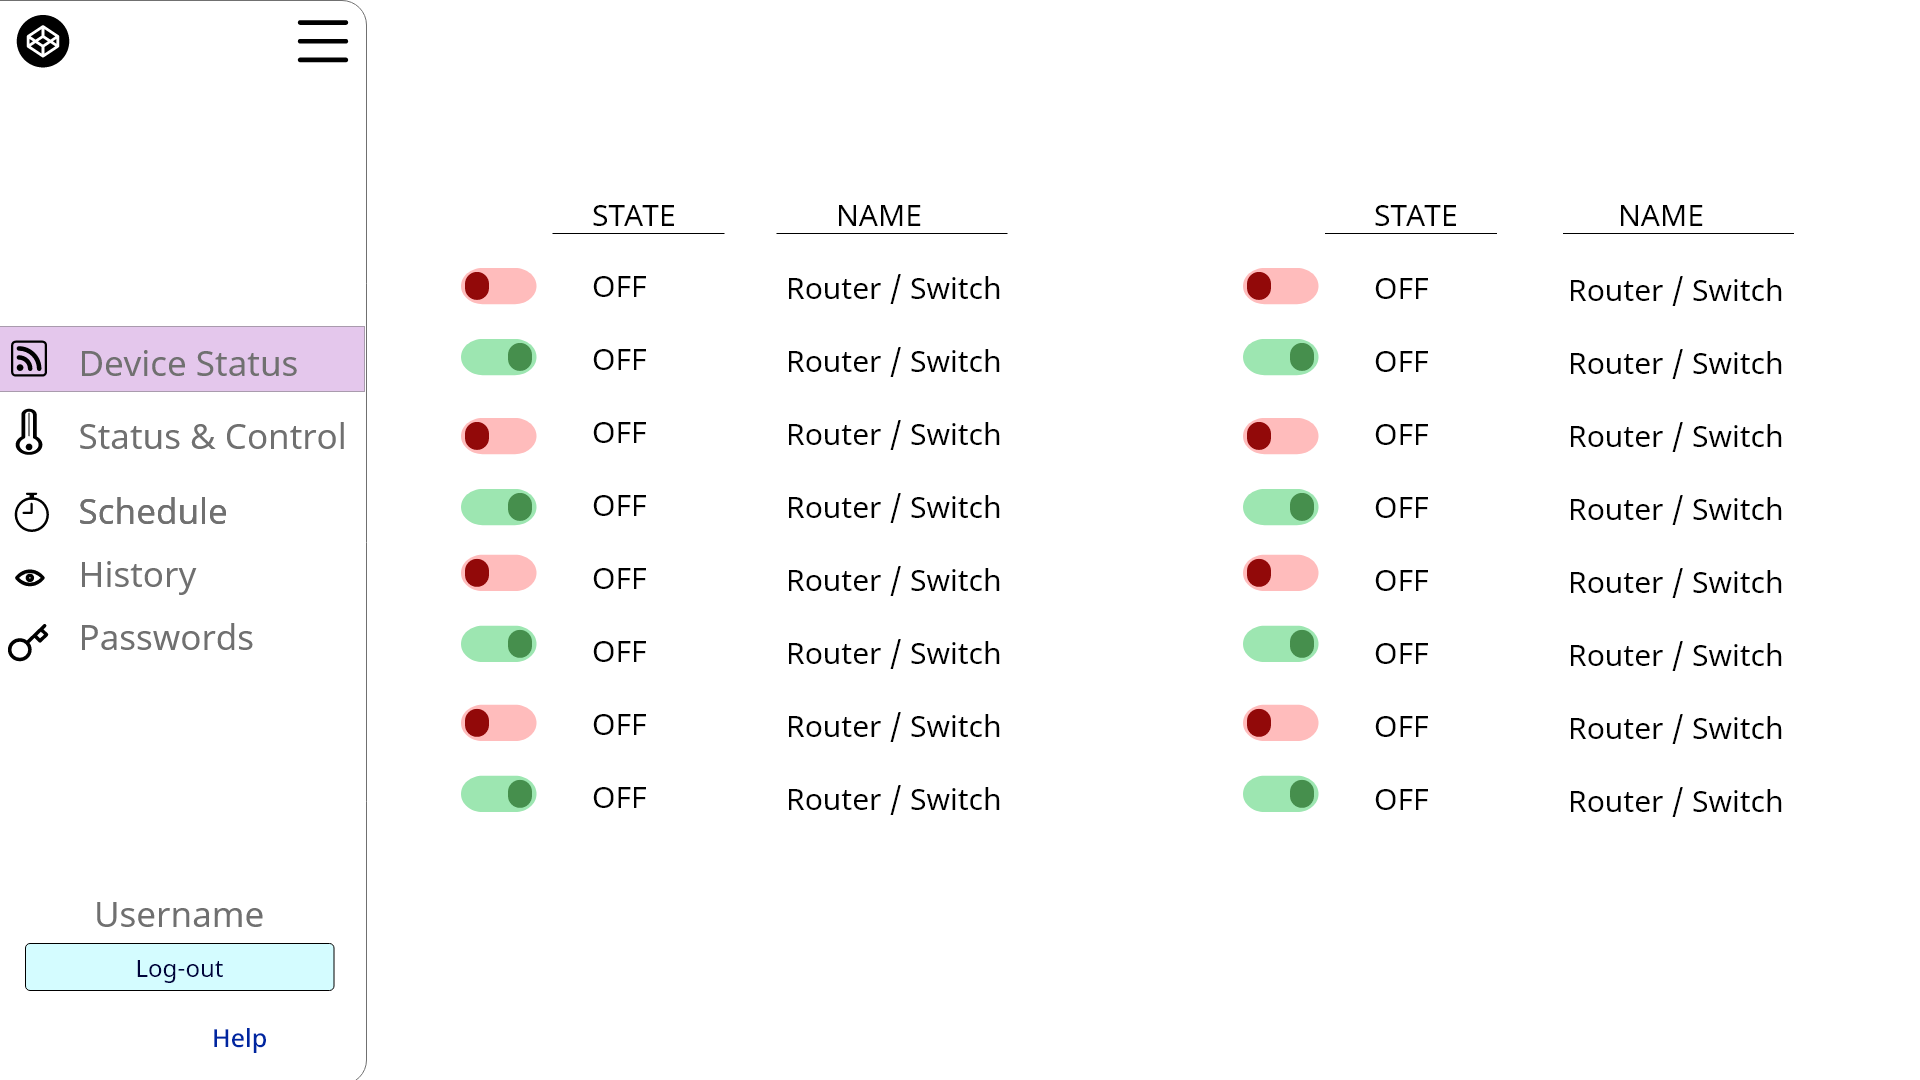 Device Status
Status & Control
Schedule
History
Passwords
Username
Log-out
Help
STATE NAME
OFF Router / Switch
OFF Router / Switch
OFF Router / Switch
OFF Router / Switch
OFF Router / Switch
OFF Router / Switch
OFF Router / Switch
OFF Router / Switch
STATE NAME
OFF Router / Switch
OFF Router / Switch
OFF Router / Switch
OFF Router / Switch
OFF Router / Switch
OFF Router / Switch
OFF Router / Switch
OFF Router / Switch